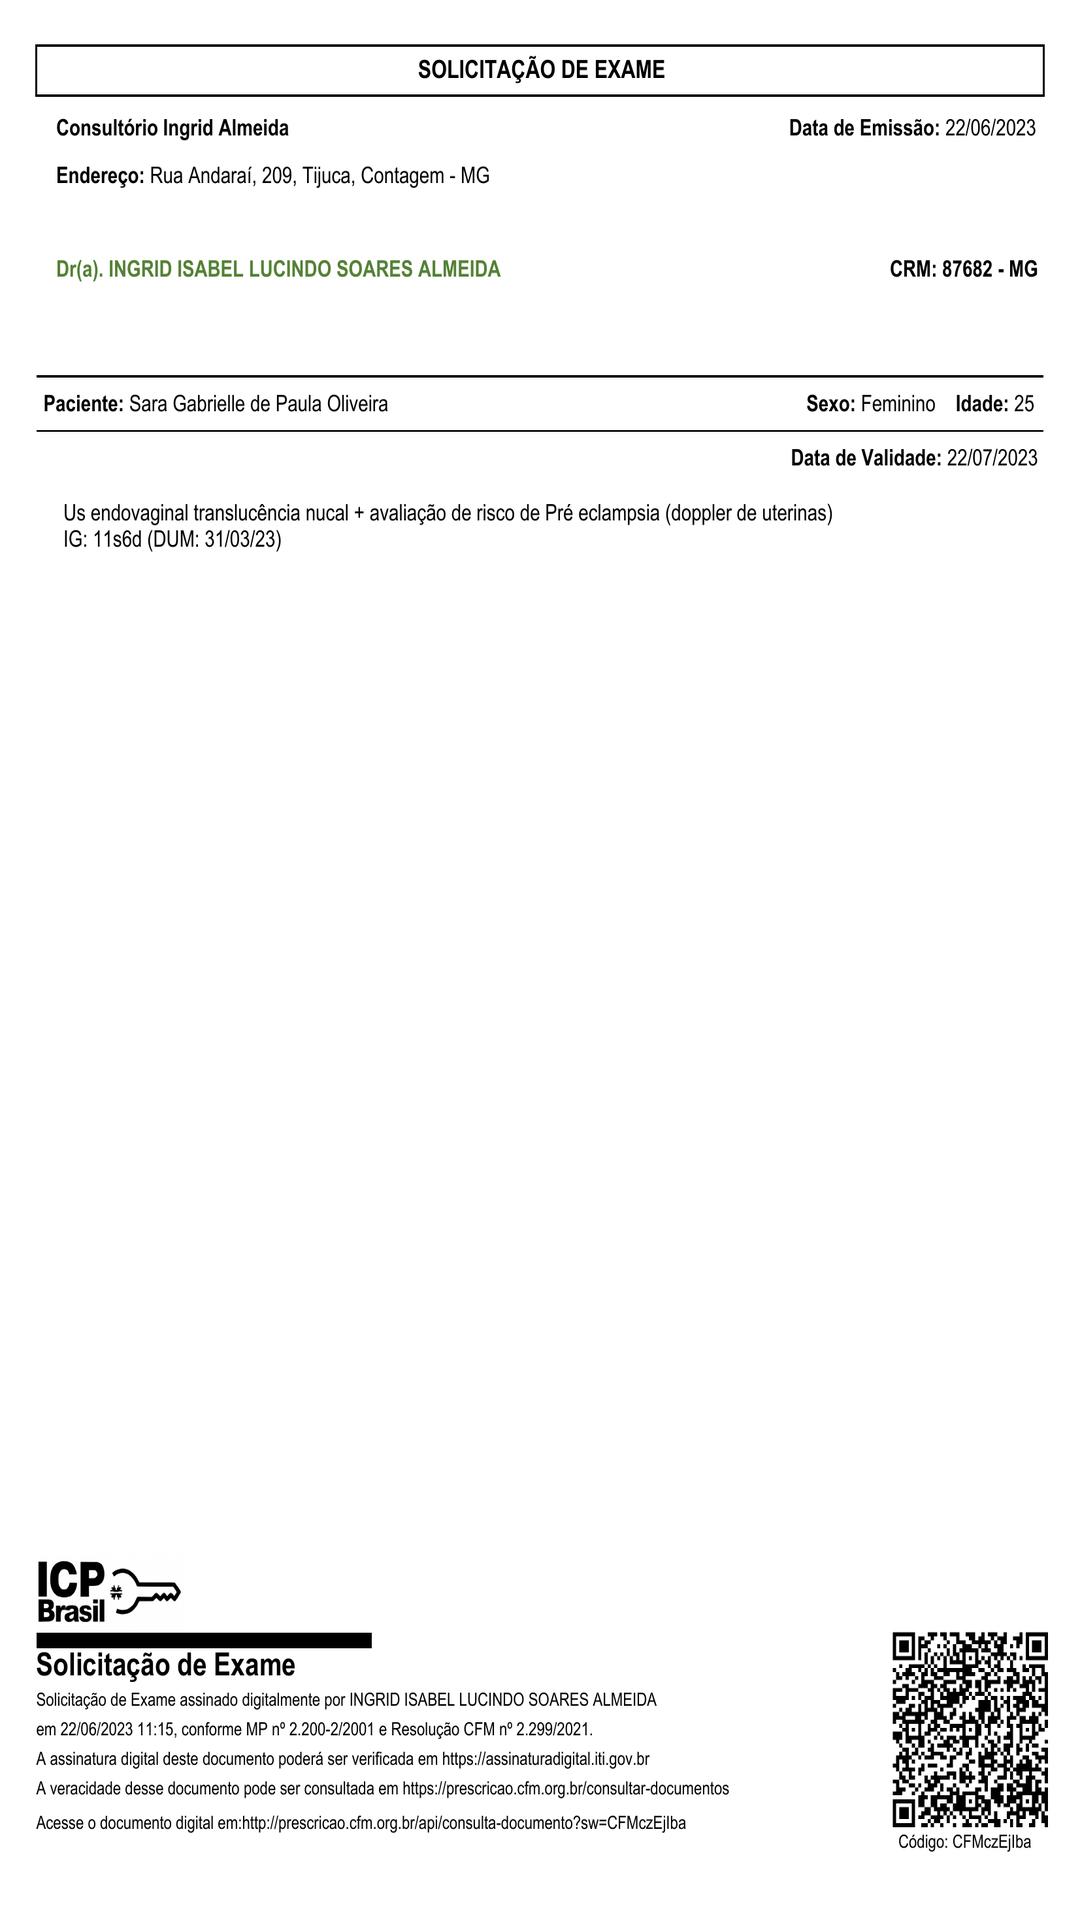 SOLICITAÇÃO DE EXAME
Consultório Ingrid Almeida Data de Emissão: 22/06/2023
Endereço: Rua Andaraí, 209, Tijuca, Contagem - MG
Dr(a). INGRID ISABEL LUCINDO SOARES ALMEIDA CRM: 87682 - MG
Paciente: Sara Gabrielle de Paula Oliveira Sexo: Feminino Idade: 25
Data de Validade: 22/07/2023
Us endovaginal translucência nucal + avaliação de risco de Pré eclampsia (doppler de uterinas)
IG: 11s6d (DUM: 31/03/23)
ICP
Brasil
Solicitação de Exame
Solicitação de Exame assinado digitalmente por INGRID ISABEL LUCINDO SOARES ALMEIDA
em 22/06/2023 11:15, conforme MP nº 2.200-2/2001 e Resolução CFM nº 2.299/2021.
A assinatura digital deste documento poderá ser verificada em https://assinaturadigital.iti.gov.br
A veracidade desse documento pode ser consultada em https://prescricao.cfm.org.br/consultar-documentos
Acesse o documento digital em:http://prescricao.cfm.org.br/api/consulta-documento?sw=CFMczEjIba
Código: CFMczEjIba